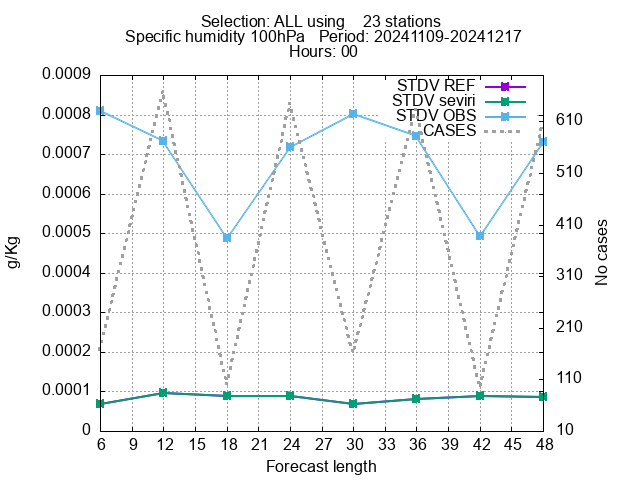 Selection: ALL using    23 stations
Specific humidity 100hPa   Period: 20241109-20241217
Hours: 00
STDV REF
STDV seviri
STDV OBS
CASES
0.0009
0.0008
0.0007
0.0006
0.0005
0.0004
0.0003
0.0002
0.0001
0
g/Kg
610
510
410
310
210
110
10
No cases
6 9 12 15 18 21 24 27 30 33 36 39 42 45 48
Forecast length